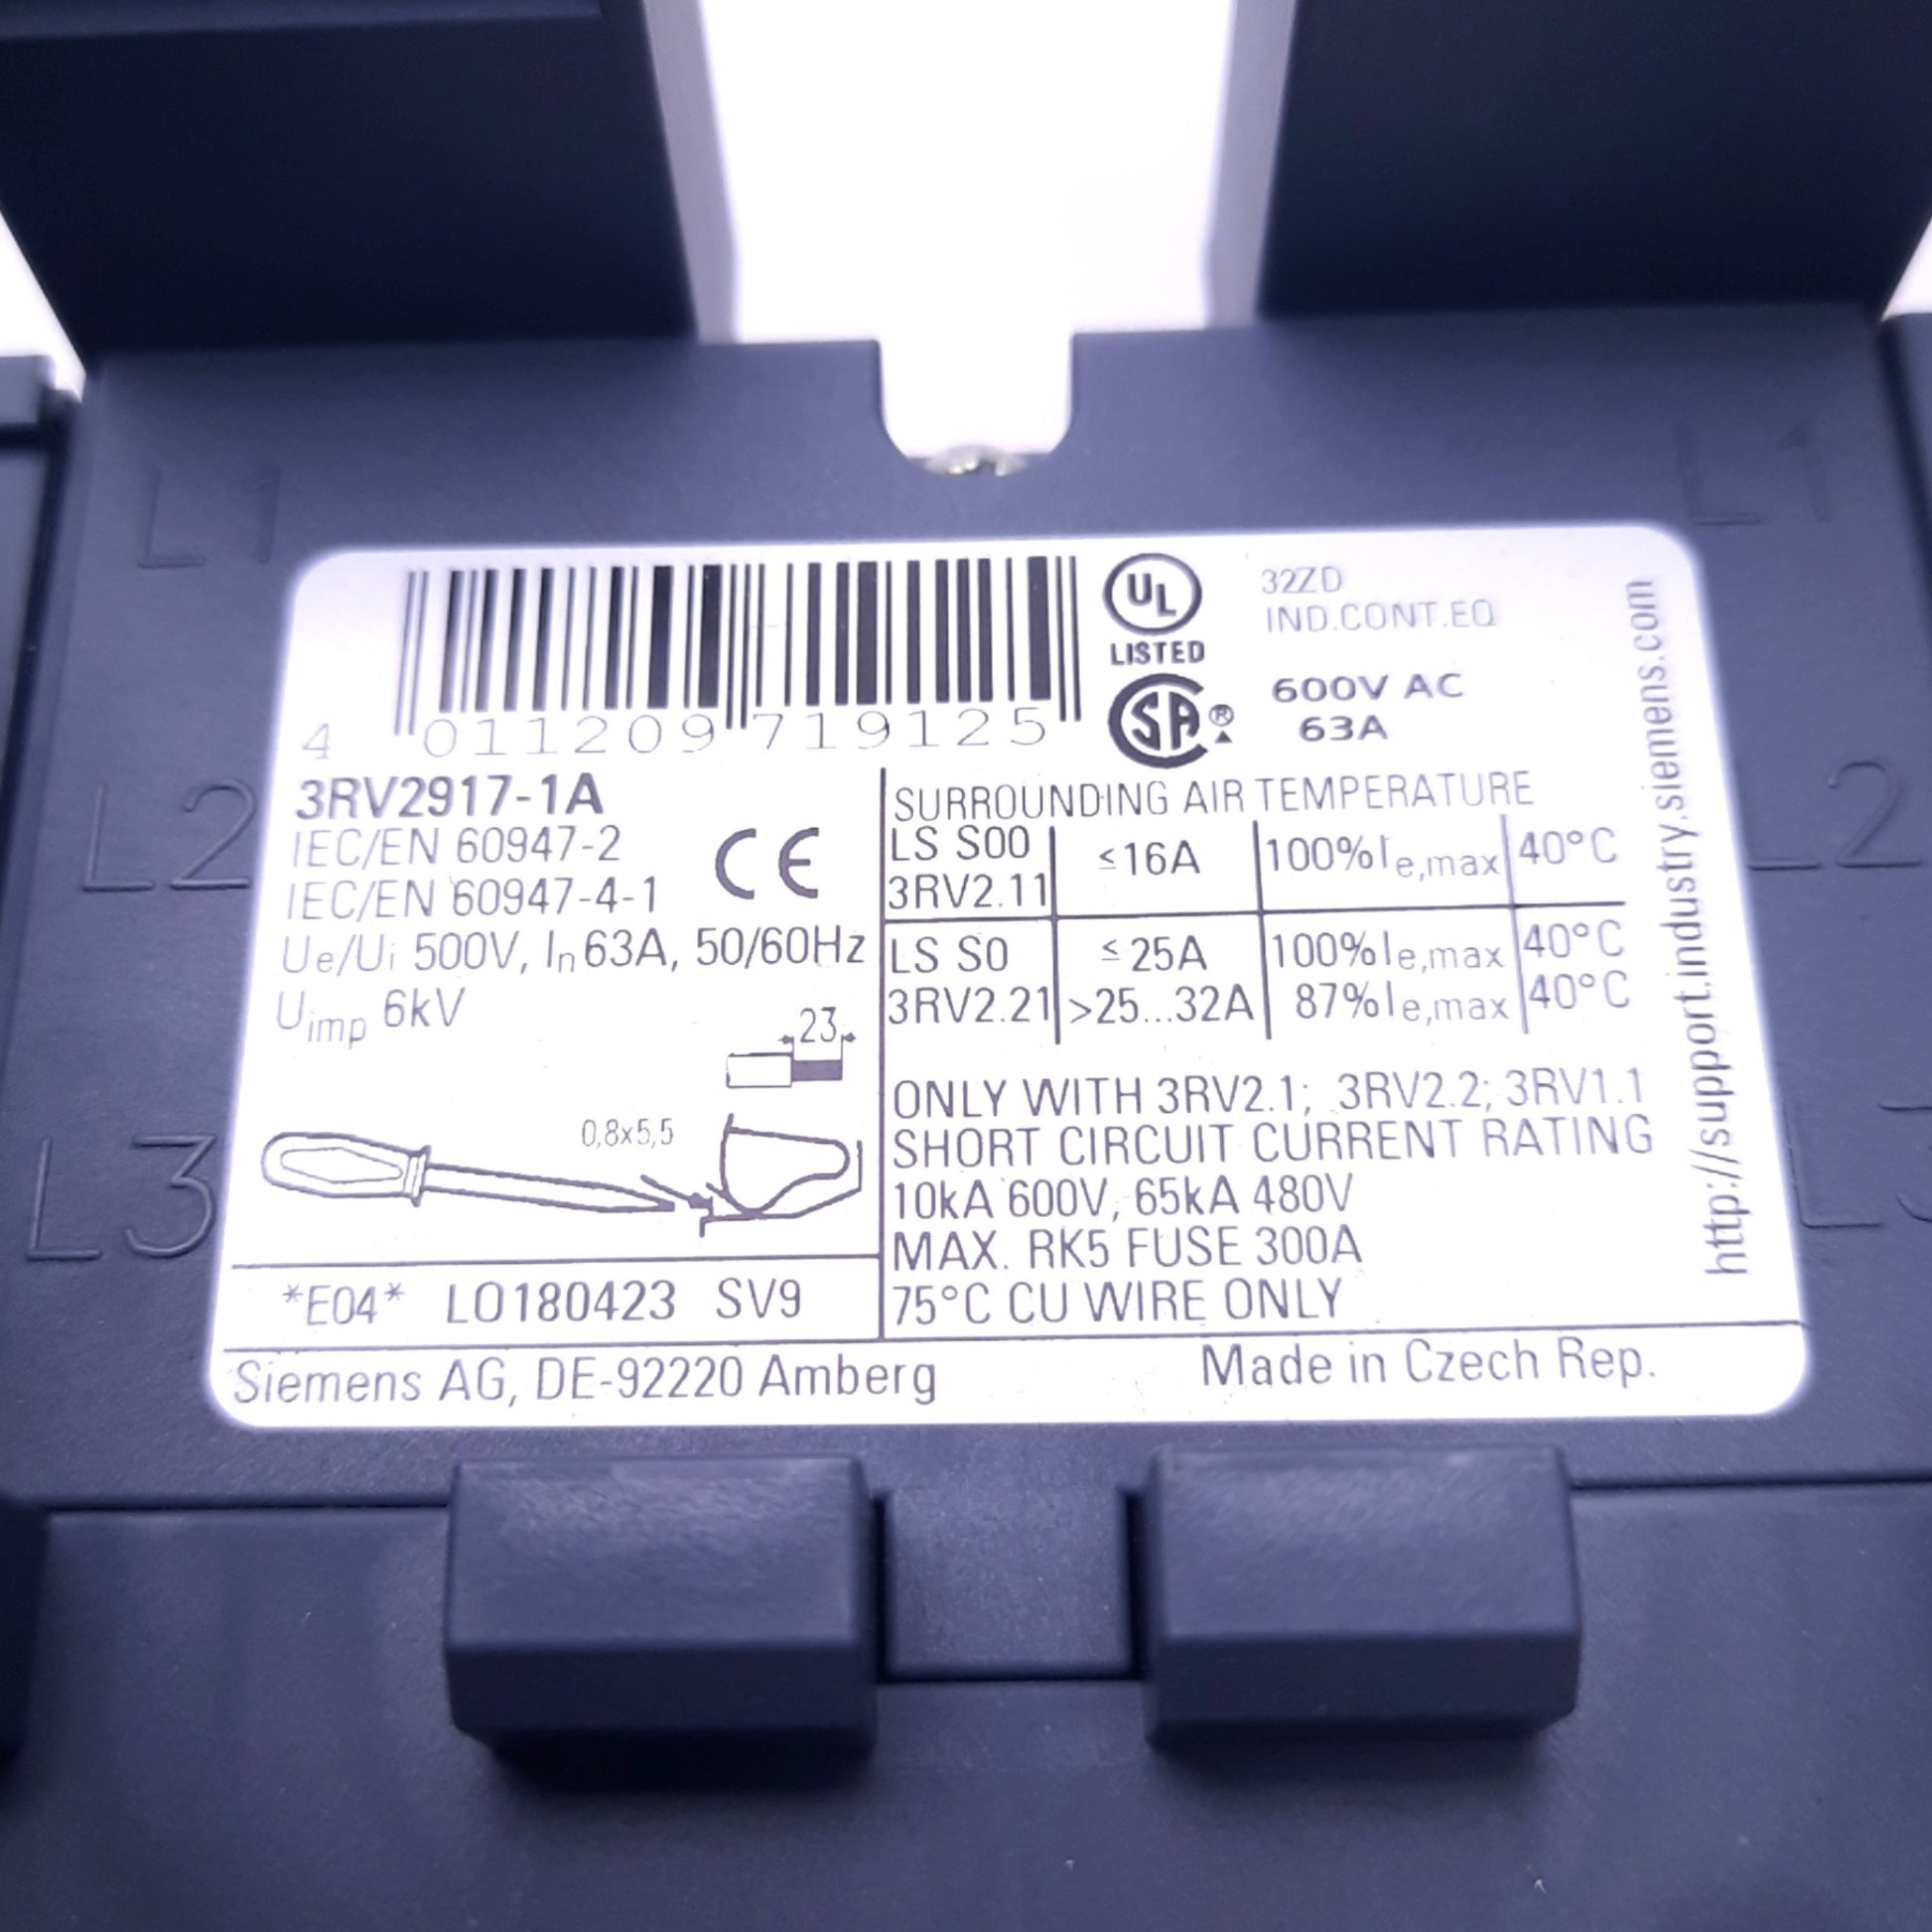 L1
L1
UL
LISTED
32ZD
IND.CONT.EQ
SA®
600V AC
63A
4 011209 719125
http://support.industry.siemens.com
L2
L2
3RV2917-1A
IEC/EN 60947-2
IEC/EN 60947-4-1
CE
Ue/Ui 500V, In 63A, 50/60Hz
Uimp 6kV
23
0,8x5,5
SURROUNDING AIR TEMPERATURE
LS S00 ≤16A 100%Ie,max 40°C
3RV2.11
LS S0 ≤25A 100%Ie,max 40°C
3RV2.21 >25...32A 87%Ie,max 40°C
ONLY WITH 3RV2.1; 3RV2.2; 3RV1.1
SHORT CIRCUIT CURRENT RATING
10kA 600V, 65kA 480V
MAX. RK5 FUSE 300A
75°C CU WIRE ONLY
L3
L3
*E04* LO180423 SV9
Siemens AG, DE-92220 Amberg
Made in Czech Rep.